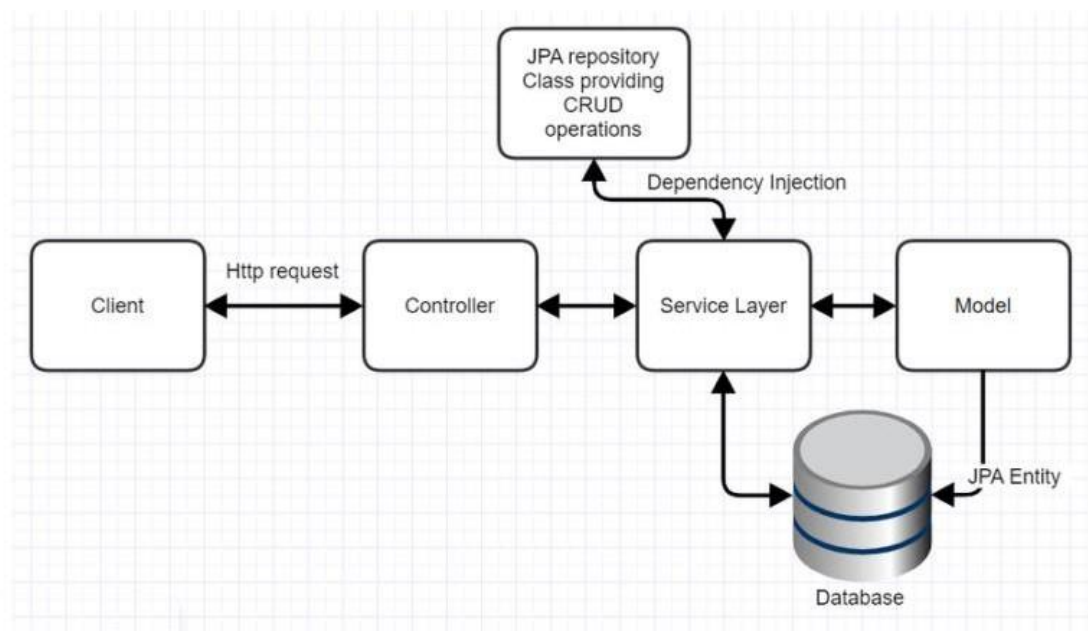 JPA repository
Class providing
CRUD
operations
Dependency Injection
Http request
Client
Controller
Service Layer
Model
JPA Entity
Database